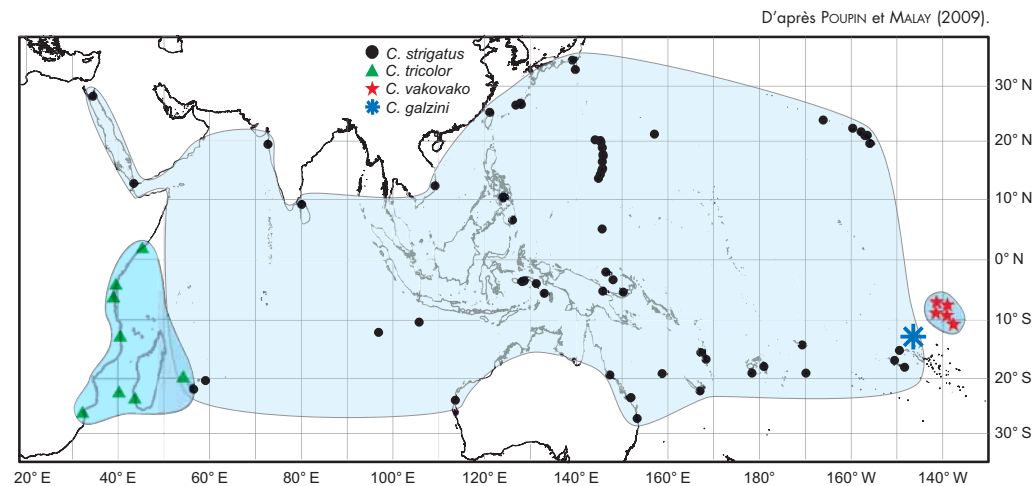 D'après POUPIN et MALAY (2009).
C. strigatus
C. tricolor
C. vakovako
C. galzini
30° N
20° N
10° N
0° N
10° S
20° S
30° S
20° E 40° E 60° E 80° E 100° E 120° E 140° E 160° E 180° 160° W 140° W